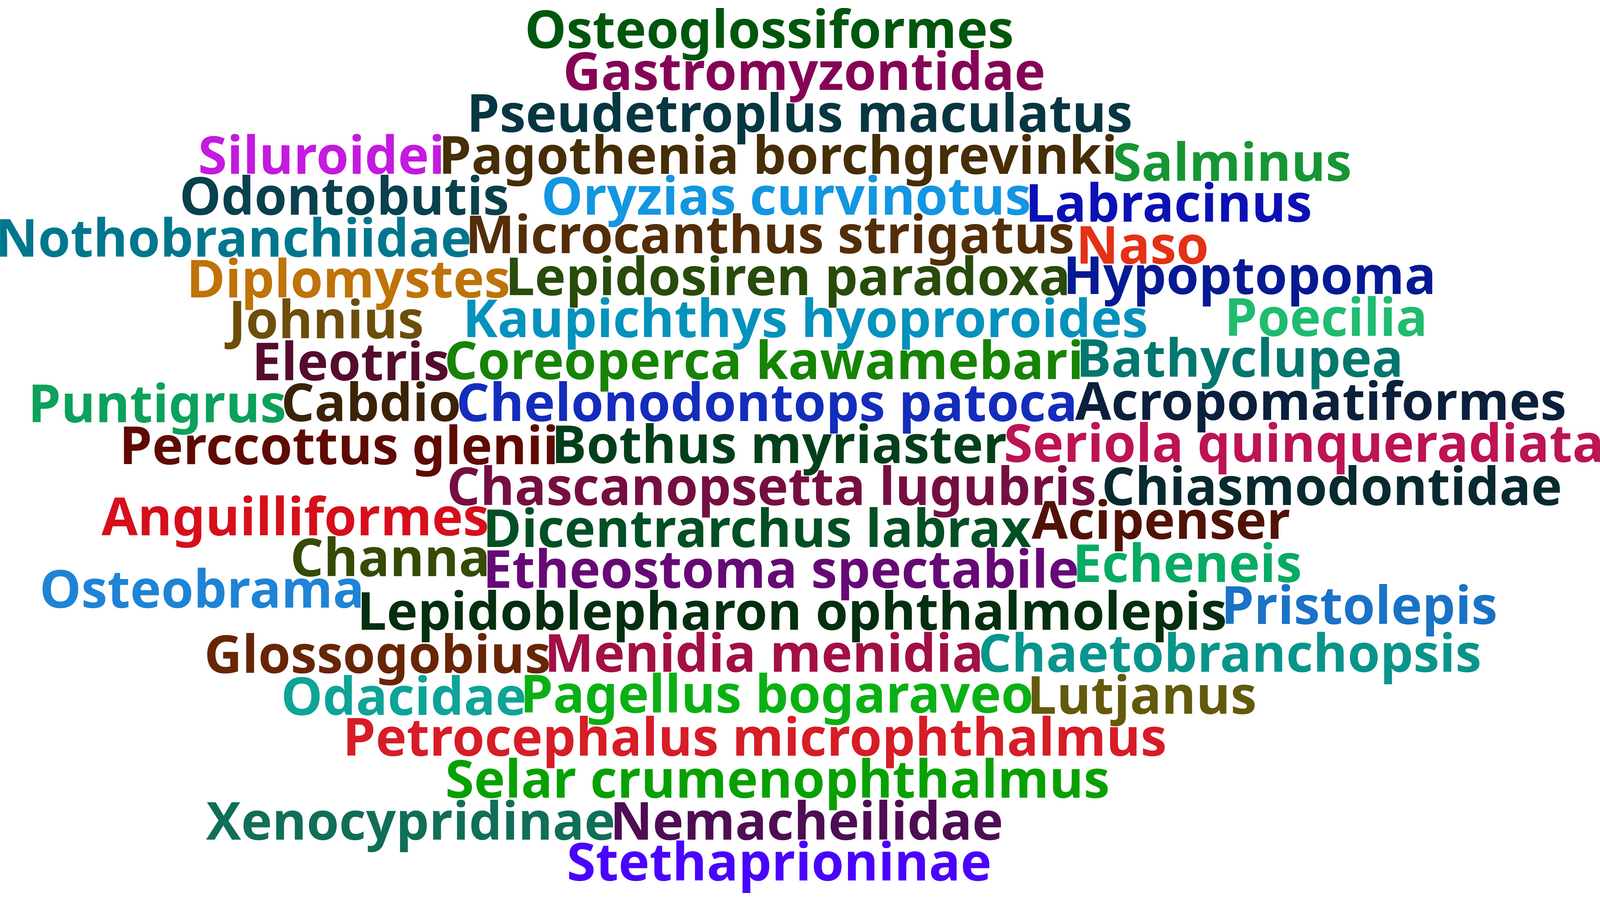 Osteoglossiformes
Gastromyzontidae
Pseudetroplus maculatus
Siluroidei Pagothenia borchgrevinki Salminus
Odontobutis Oryzias curvinotus Labracinus
Nothobranchiidae Microcanthus strigatus Naso
Diplomystes Lepidosiren paradoxa Hypoptopoma
Johnius Kaupichthys hyoproroides Poecilia
Eleotris Coreoperca kawamebari Bathyclupea
Puntigrus Cabdio Chelonodontops patoca Acropomatiformes
Perccottus glenii Bothus myriaster Seriola quinqueradiata
Chascanopsetta lugubris Chiasmodontidae
Anguilliformes Dicentrarchus labrax Acipenser
Channa Etheostoma spectabile Echeneis
Osteobrama Lepidoblepharon ophthalmolepis Pristolepis
Glossogobius Menidia menidia Chaetobranchopsis
Odacidae Pagellus bogaraveo Lutjanus
Petrocephalus microphthalmus
Selar crumenophthalmus
Xenocypridinae Nemacheilidae
Stethaprioninae